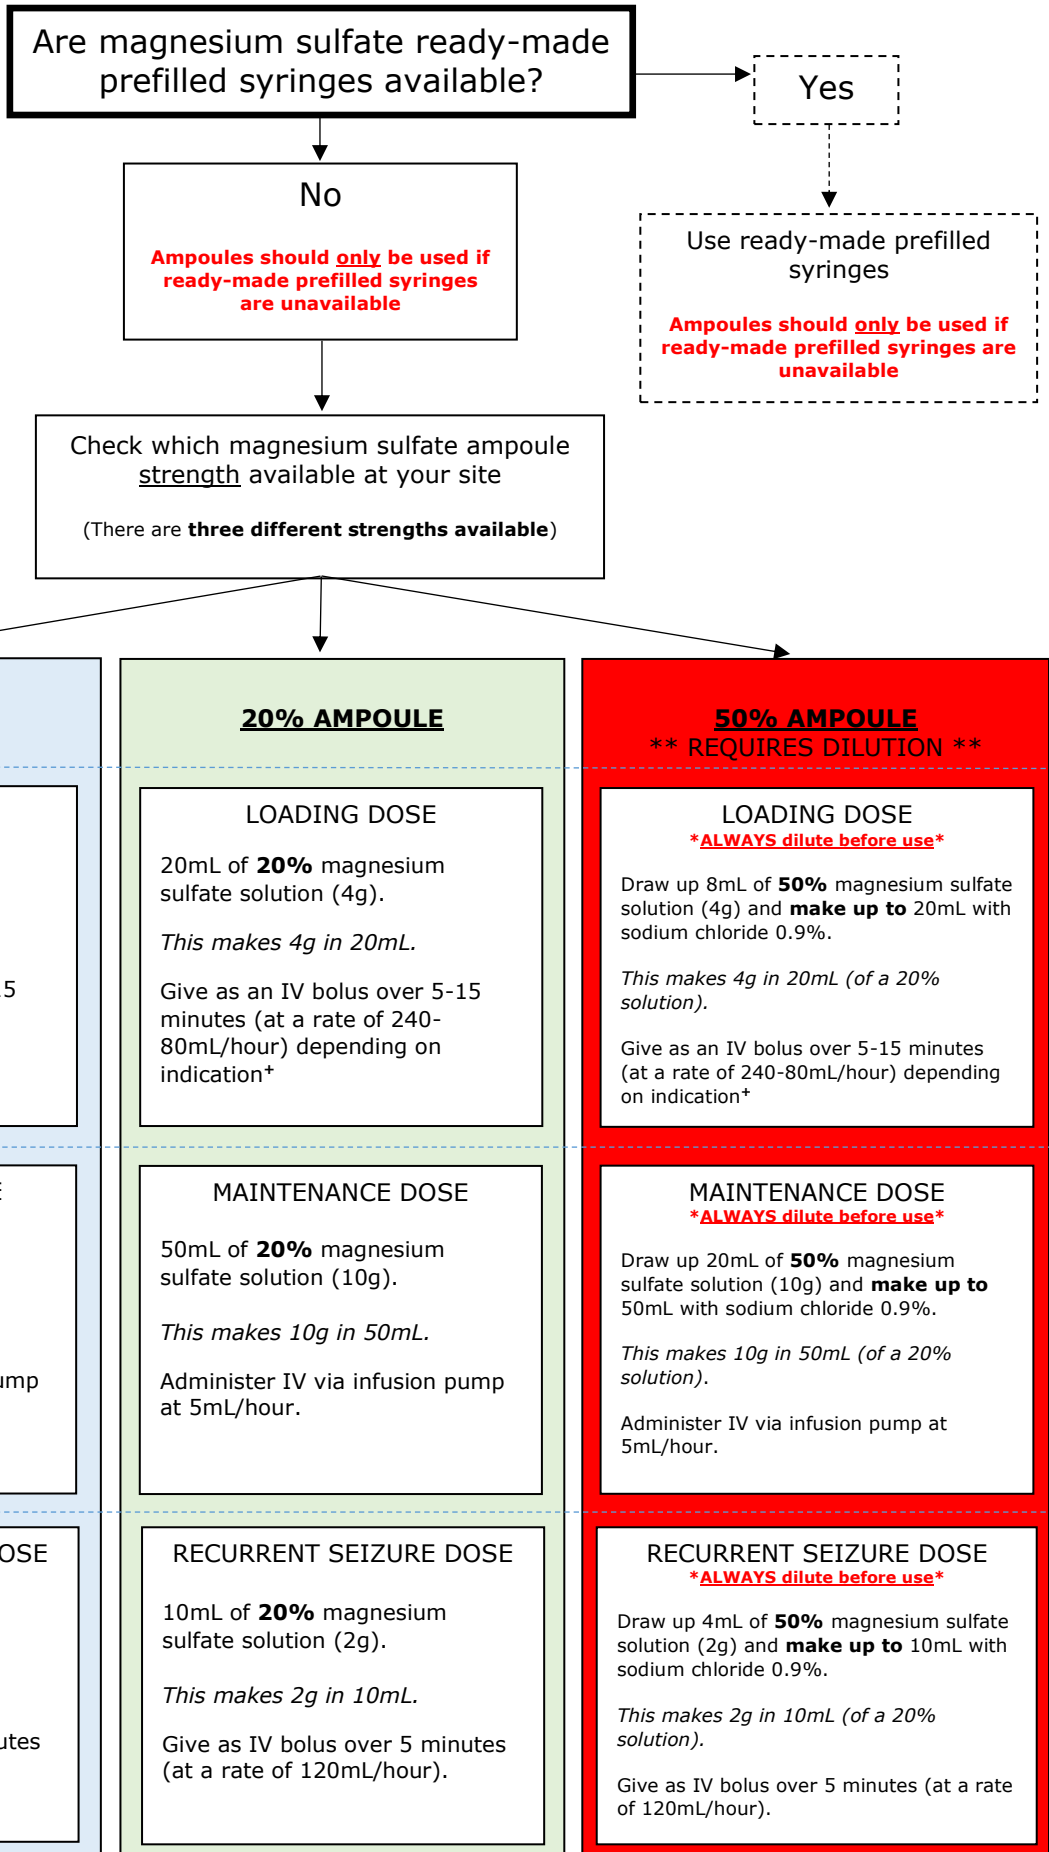 Are magnesium sulfate ready-made
prefilled syringes available?
Yes
No
Ampoules should only be used if
ready-made prefilled syringes
are unavailable
Use ready-made prefilled
syringes
Ampoules should only be used if
ready-made prefilled syringes are
unavailable
Check which magnesium sulfate ampoule
strength available at your site
(There are three different strengths available)
20% AMPOULE
LOADING DOSE
20mL of 20% magnesium
sulfate solution (4g).
This makes 4g in 20mL.
Give as an IV bolus over 5-15
minutes (at a rate of 240-
80mL/hour) depending on
indication⁺
MAINTENANCE DOSE
50mL of 20% magnesium
sulfate solution (10g).
This makes 10g in 50mL.
Administer IV via infusion pump
at 5mL/hour.
RECURRENT SEIZURE DOSE
10mL of 20% magnesium
sulfate solution (2g).
This makes 2g in 10mL.
Give as IV bolus over 5 minutes
(at a rate of 120mL/hour).
50% AMPOULE
** REQUIRES DILUTION **
LOADING DOSE
*ALWAYS dilute before use*
Draw up 8mL of 50% magnesium sulfate
solution (4g) and make up to 20mL with
sodium chloride 0.9%.
This makes 4g in 20mL (of a 20%
solution).
Give as an IV bolus over 5-15 minutes
(at a rate of 240-80mL/hour) depending
on indication⁺
MAINTENANCE DOSE
*ALWAYS dilute before use*
Draw up 20mL of 50% magnesium
sulfate solution (10g) and make up to
50mL with sodium chloride 0.9%.
This makes 10g in 50mL (of a 20%
solution).
Administer IV via infusion pump at
5mL/hour.
RECURRENT SEIZURE DOSE
*ALWAYS dilute before use*
Draw up 4mL of 50% magnesium sulfate
solution (2g) and make up to 10mL with
sodium chloride 0.9%.
This makes 2g in 10mL (of a 20%
solution).
Give as IV bolus over 5 minutes (at a rate
of 120mL/hour).